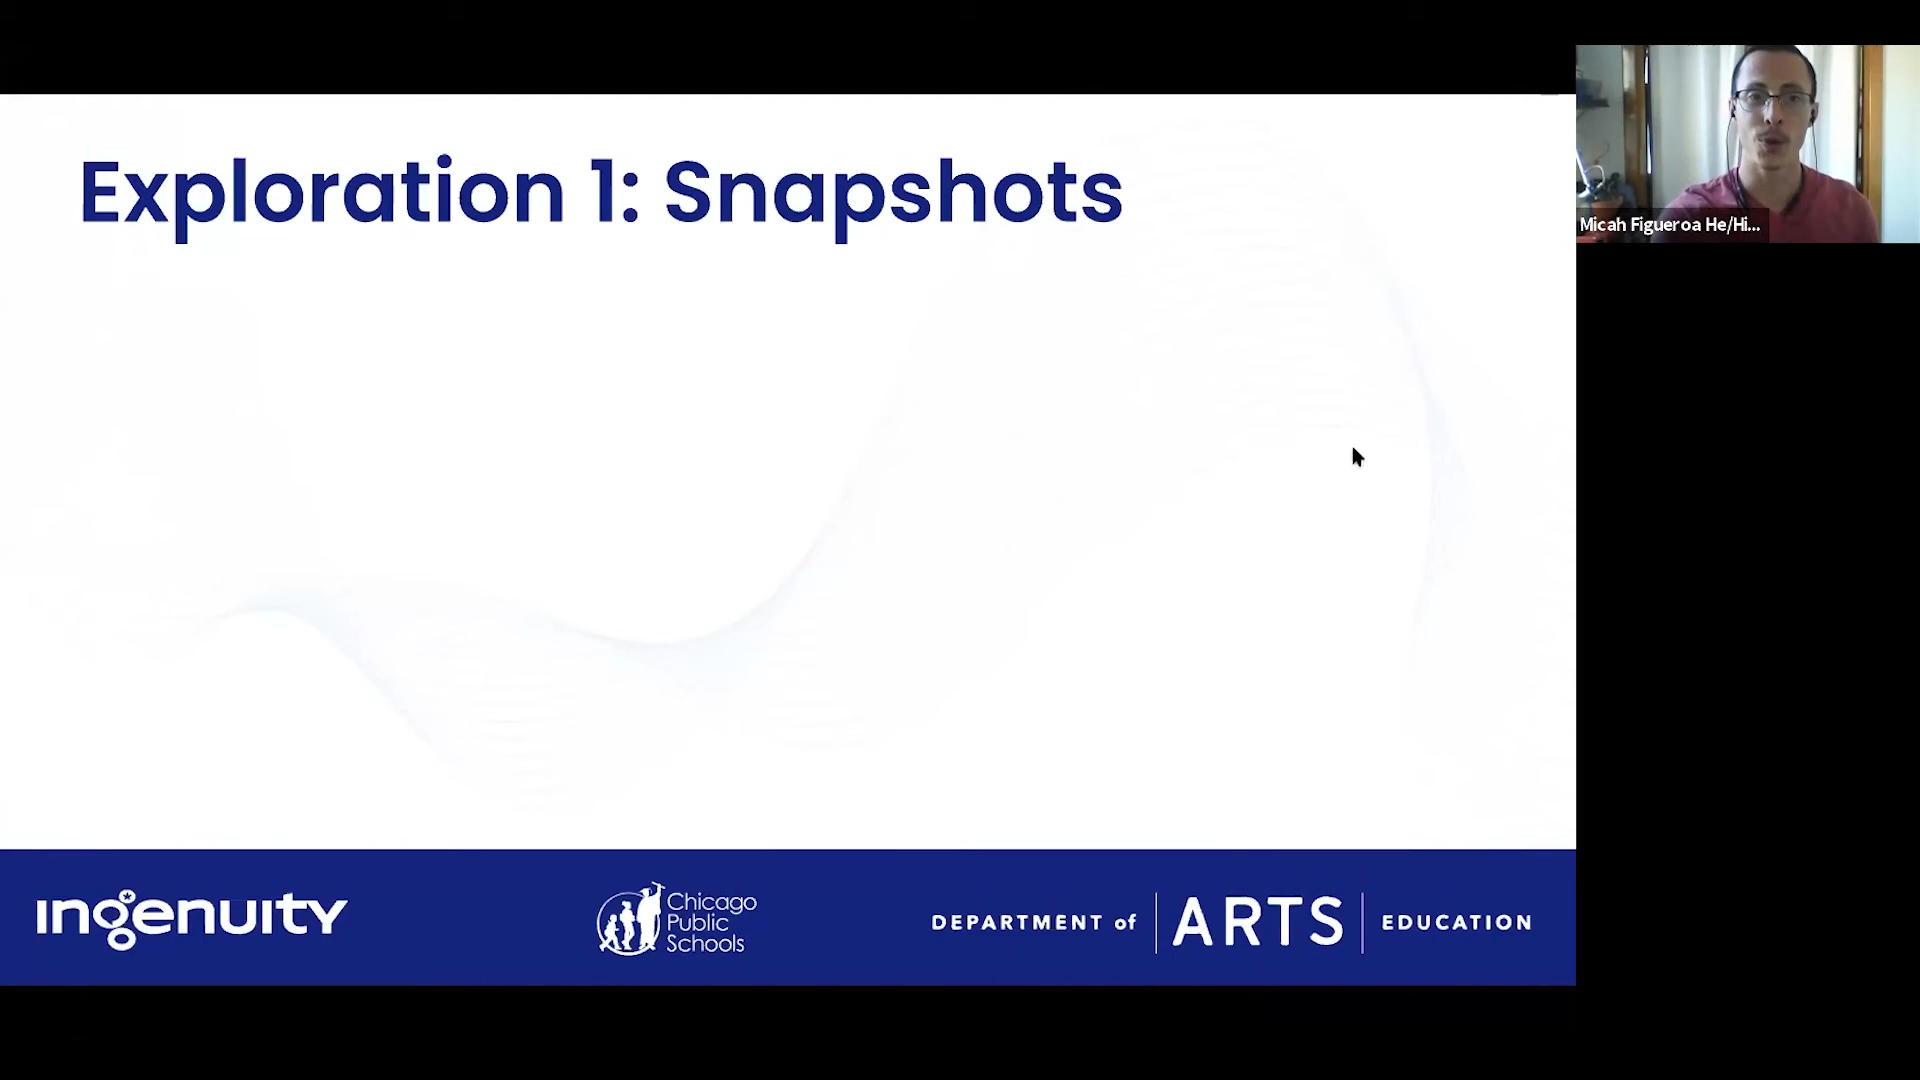 Exploration 1: Snapshots
Micah Figueroa He/Hi...
ingenuity
Chicago
Public
Schools
DEPARTMENT of ARTS EDUCATION